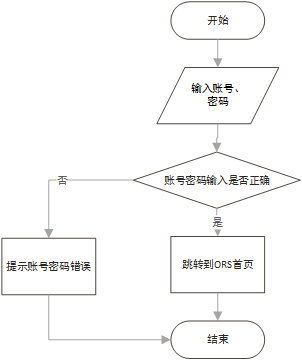 开始
输入账号、
密码
账号密码输入是否正确
否
是
提示账号密码错误
跳转到ORS首页
结束